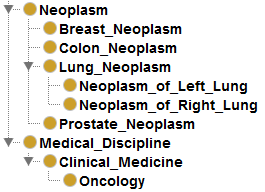 Neoplasm
Breast_Neoplasm
Colon_Neoplasm
Lung_Neoplasm
Neoplasm_of_Left_Lung
Neoplasm_of_Right_Lung
Prostate_Neoplasm
Medical_Discipline
Clinical_Medicine
Oncology